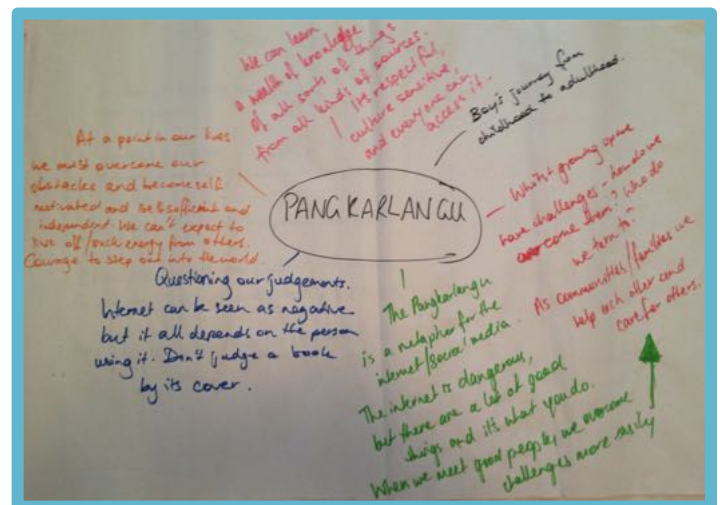 We can learn
a wealth of knowledge
of all sorts of things
from all kinds of sources.
Its respectful,
culture sensitive
and everyone can
access it.
Boy's journey from
childhood to adulthood.
At a point in our lives
we must overcome our
obstacles and become self
motivated and self sufficient and
independent. We can't expect to
live off/suck energy from others.
Courage to step out into the world.
PANGKARLANGU
Whilst growing up we
have challenges - how do we
overcome them? Who do
we turn to?
As communities/families we
help each other and
care for others.
Questioning our judgements.
Internet can be seen as negative
but it all depends on the person
using it. Don't judge a book
by its cover.
The Pangkarlangu
is a metaphor for the
internet/social media.
The internet is dangerous,
but there are a lot of good
things and its what you do.
When we meet good people, we overcome
challenges more easily